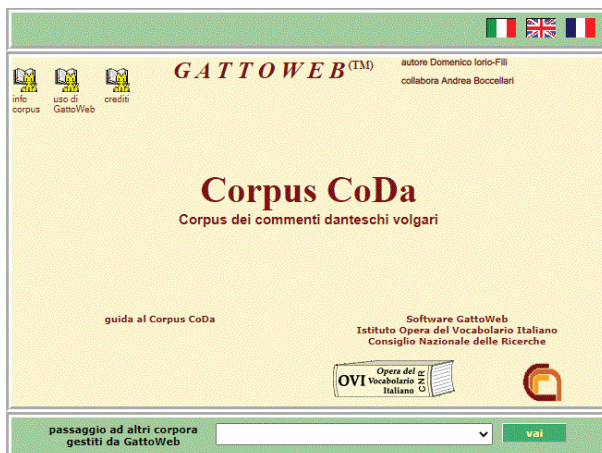 GATTOWEB(TM)
autore Domenico Iorio-Fili
collabora Andrea Boccellari
info
corpus
uso di
GattoWeb
crediti
Corpus CoDa
Corpus dei commenti danteschi volgari
guida al Corpus CoDa
Software GattoWeb
Istituto Opera del Vocabolario Italiano
Consiglio Nazionale delle Ricerche
OVI
Opera del
Vocabolario
Italiano
CNR
passaggio ad altri corpora
gestiti da GattoWeb
vai